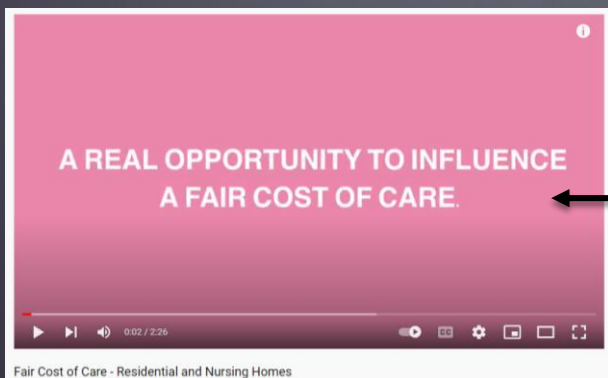 A REAL OPPORTUNITY TO INFLUENCE
A FAIR COST OF CARE.
0:02 / 2:26
CC
Fair Cost of Care - Residential and Nursing Homes